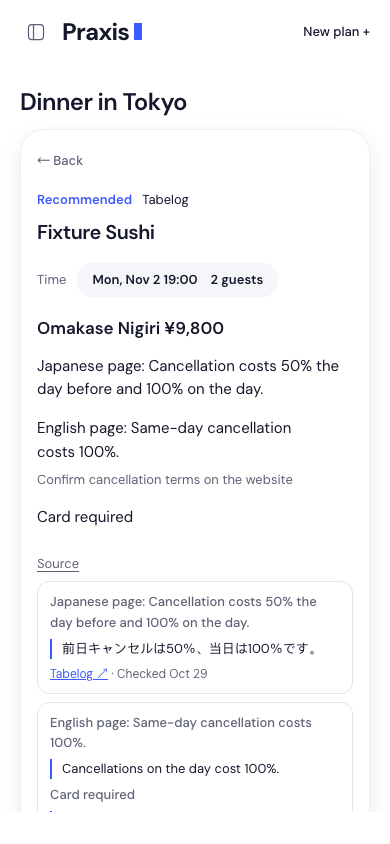 Praxis
New plan +
Dinner in Tokyo
← Back
Recommended Tabelog
Fixture Sushi
Time Mon, Nov 2 19:00 2 guests
Omakase Nigiri ¥9,800
Japanese page: Cancellation costs 50% the
day before and 100% on the day.
English page: Same-day cancellation
costs 100%.
Confirm cancellation terms on the website
Card required
Source
Japanese page: Cancellation costs 50% the
day before and 100% on the day.
前日キャンセルは50%、当日は100%です。
Tabelog ↗ · Checked Oct 29
English page: Same-day cancellation costs
100%.
Cancellations on the day cost 100%.
Card required